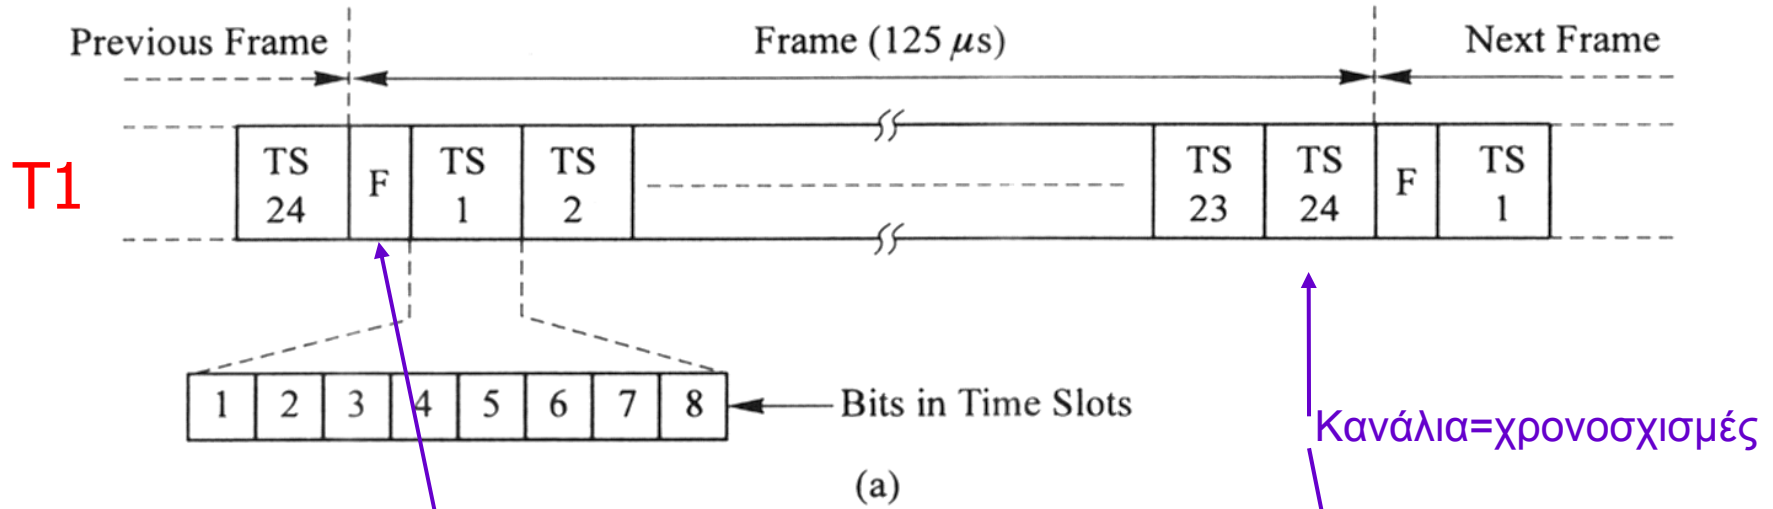 Previous Frame Frame (125 μs) Next Frame
T1
TS 24 F TS 1 TS 2 TS 23 TS 24 F TS 1
1 2 3 4 5 6 7 8 Bits in Time Slots
Κανάλια=χρονοσχισμές
(a)